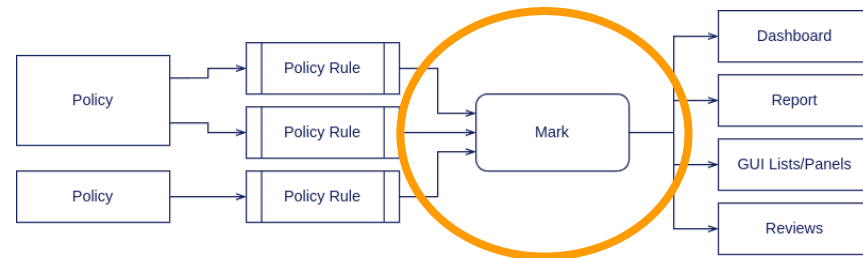 Policy
Policy
Policy Rule
Policy Rule
Policy Rule
Mark
Dashboard
Report
GUI Lists/Panels
Reviews